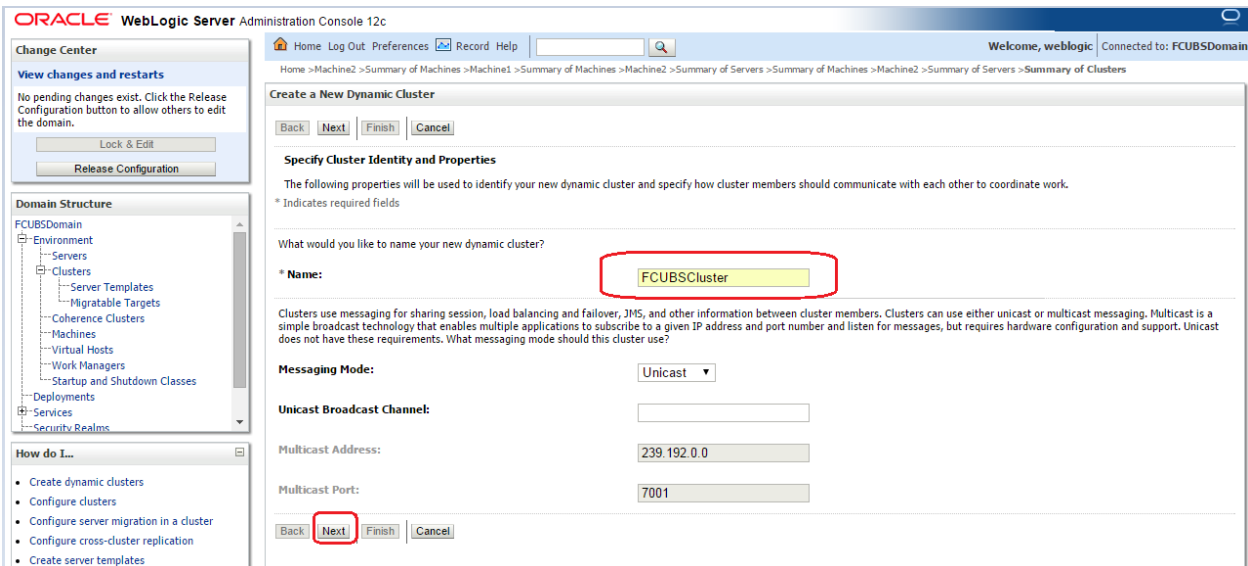 ORACLE WebLogic Server Administration Console 12c
Change Center
View changes and restarts
No pending changes exist. Click the Release
Configuration button to allow others to edit
the domain.
Lock & Edit
Release Configuration
Domain Structure
FCUBSDomain
Environment
Servers
Clusters
Server Templates
Migratable Targets
Coherence Clusters
Machines
Virtual Hosts
Work Managers
Startup and Shutdown Classes
Deployments
Services
Security Realms
How do I...
Create dynamic clusters
Configure clusters
Configure server migration in a cluster
Configure cross-cluster replication
Create server templates
Home Log Out Preferences Record Help
Welcome, weblogic Connected to: FCUBSDomain
Home >Machine2 >Summary of Machines >Machine1 >Summary of Machines >Machine2 >Summary of Servers >Summary of Machines >Machine2 >Summary of Servers >Summary of Clusters
Create a New Dynamic Cluster
Back Next Finish Cancel
Specify Cluster Identity and Properties
The following properties will be used to identify your new dynamic cluster and specify how cluster members should communicate with each other to coordinate work.
* Indicates required fields
What would you like to name your new dynamic cluster?
* Name: FCUBSCluster
Clusters use messaging for sharing session, load balancing and failover, JMS, and other information between cluster members. Clusters can use either unicast or multicast messaging. Multicast is a
simple broadcast technology that enables multiple applications to subscribe to a given IP address and port number and listen for messages, but requires hardware configuration and support. Unicast
does not have these requirements. What messaging mode should this cluster use?
Messaging Mode: Unicast
Unicast Broadcast Channel:
Multicast Address: 239.192.0.0
Multicast Port: 7001
Back Next Finish Cancel